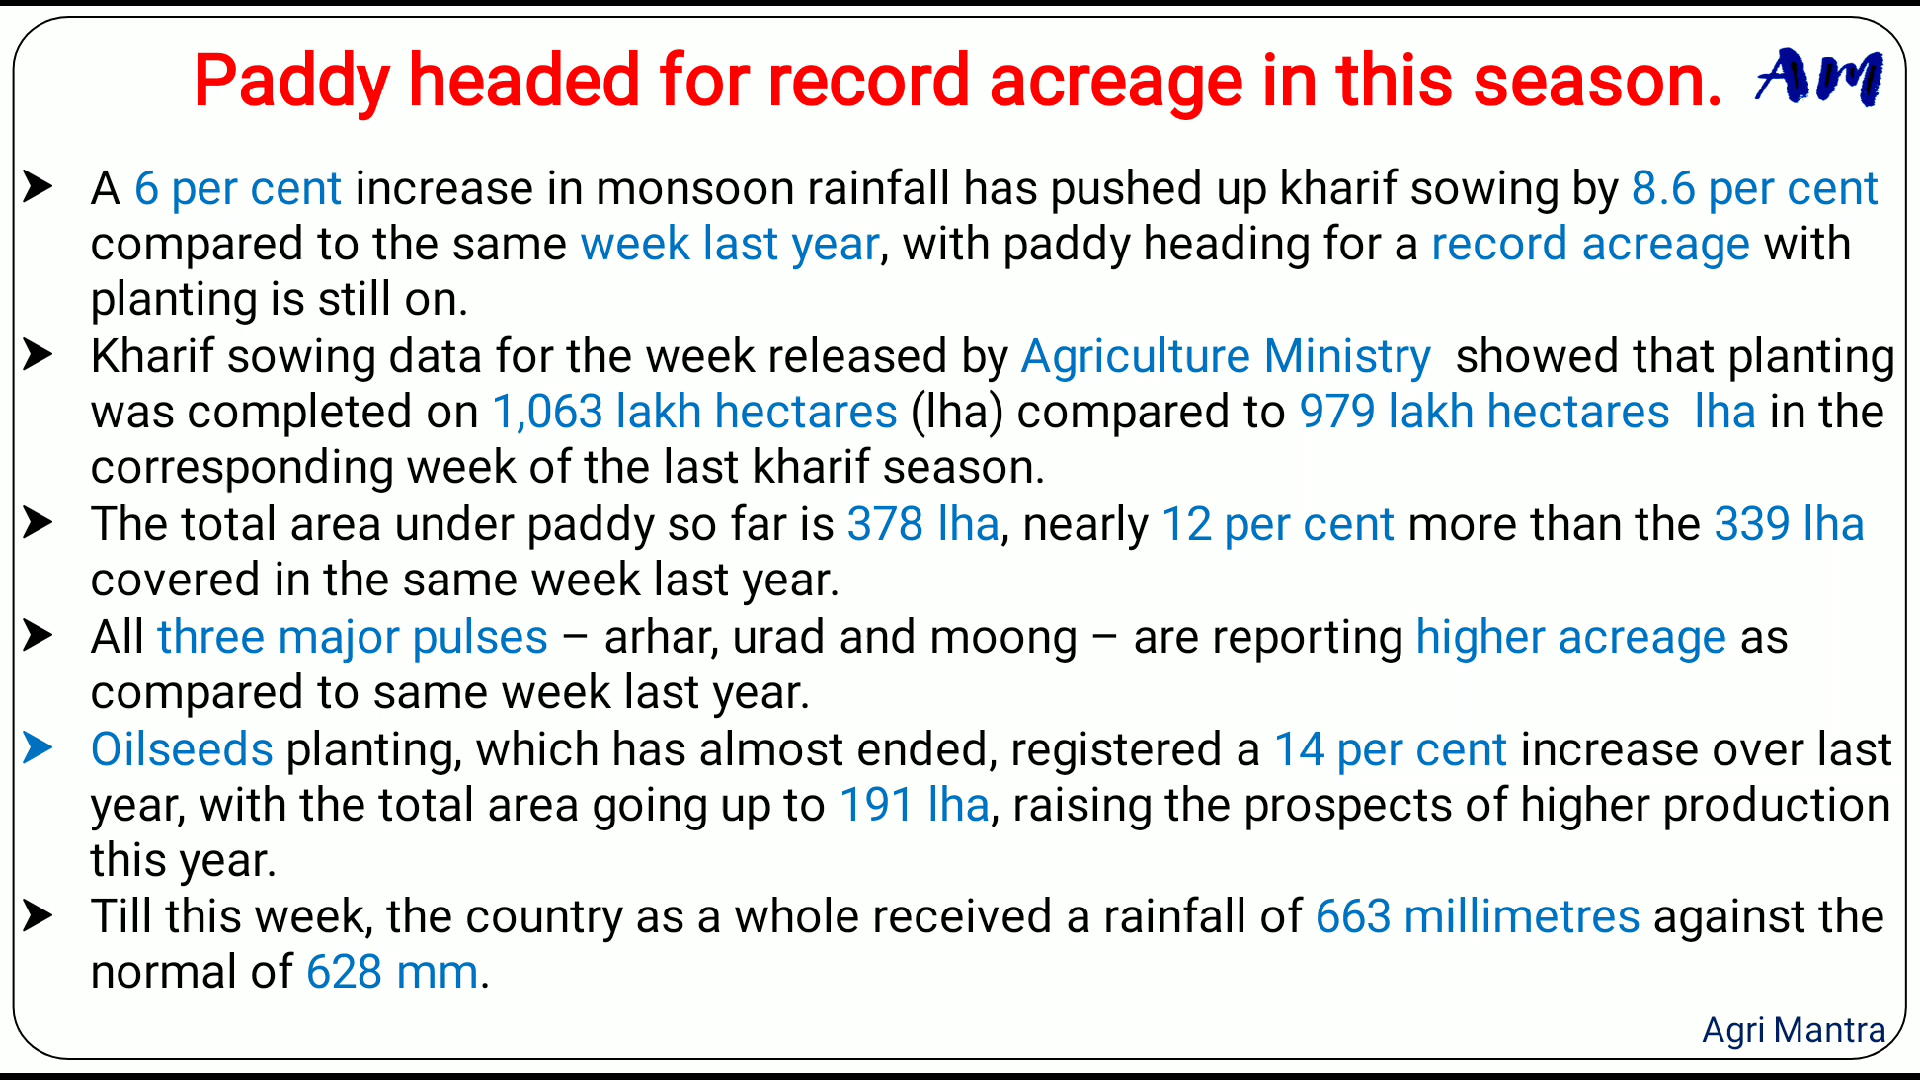 Paddy headed for record acreage in this season.
AM
➤ A 6 per cent increase in monsoon rainfall has pushed up kharif sowing by 8.6 per cent
compared to the same week last year, with paddy heading for a record acreage with
planting is still on.
➤ Kharif sowing data for the week released by Agriculture Ministry showed that planting
was completed on 1,063 lakh hectares (lha) compared to 979 lakh hectares lha in the
corresponding week of the last kharif season.
➤ The total area under paddy so far is 378 lha, nearly 12 per cent more than the 339 lha
covered in the same week last year.
➤ All three major pulses – arhar, urad and moong – are reporting higher acreage as
compared to same week last year.
➤ Oilseeds planting, which has almost ended, registered a 14 per cent increase over last
year, with the total area going up to 191 lha, raising the prospects of higher production
this year.
➤ Till this week, the country as a whole received a rainfall of 663 millimetres against the
normal of 628 mm.
Agri Mantra